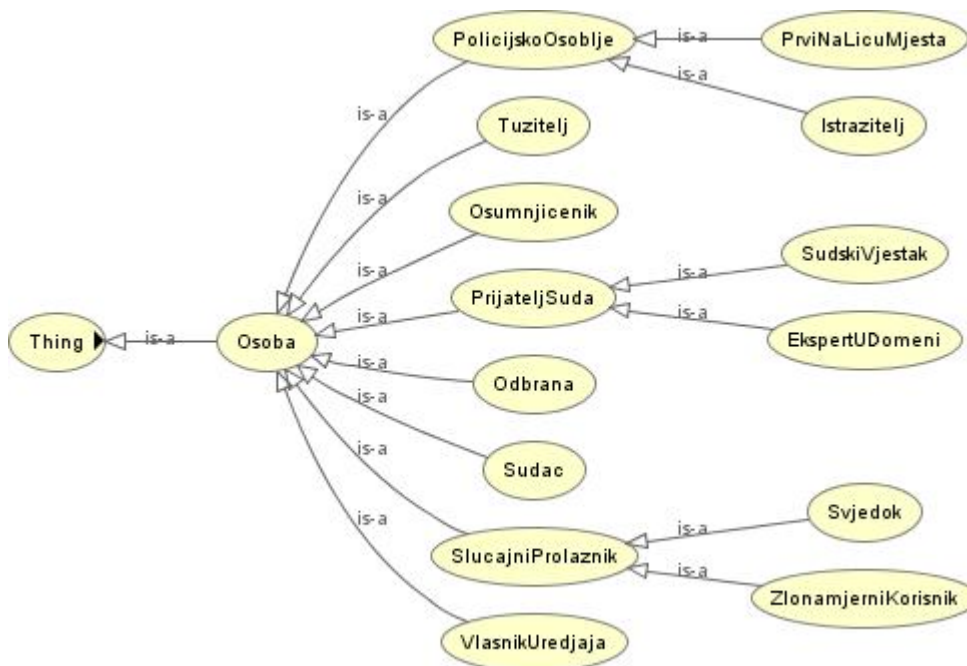 PolicijskoOsoblje
is-a
PrviNaLicuMjesta
is-a
is-a
Tuzitelj
Istrazitelj
is-a
Osumnjicenik
is-a
SudskiVjestak
is-a
PrijateljSuda
is-a
is-a
Thing
is-a
Osoba
EkspertUDomeni
is-a
Odbrana
is-a
Sudac
is-a
Svjedok
is-a
is-a
SlucajniProlaznik
is-a
ZlonamjerniKorisnik
VlasnikUredjaja